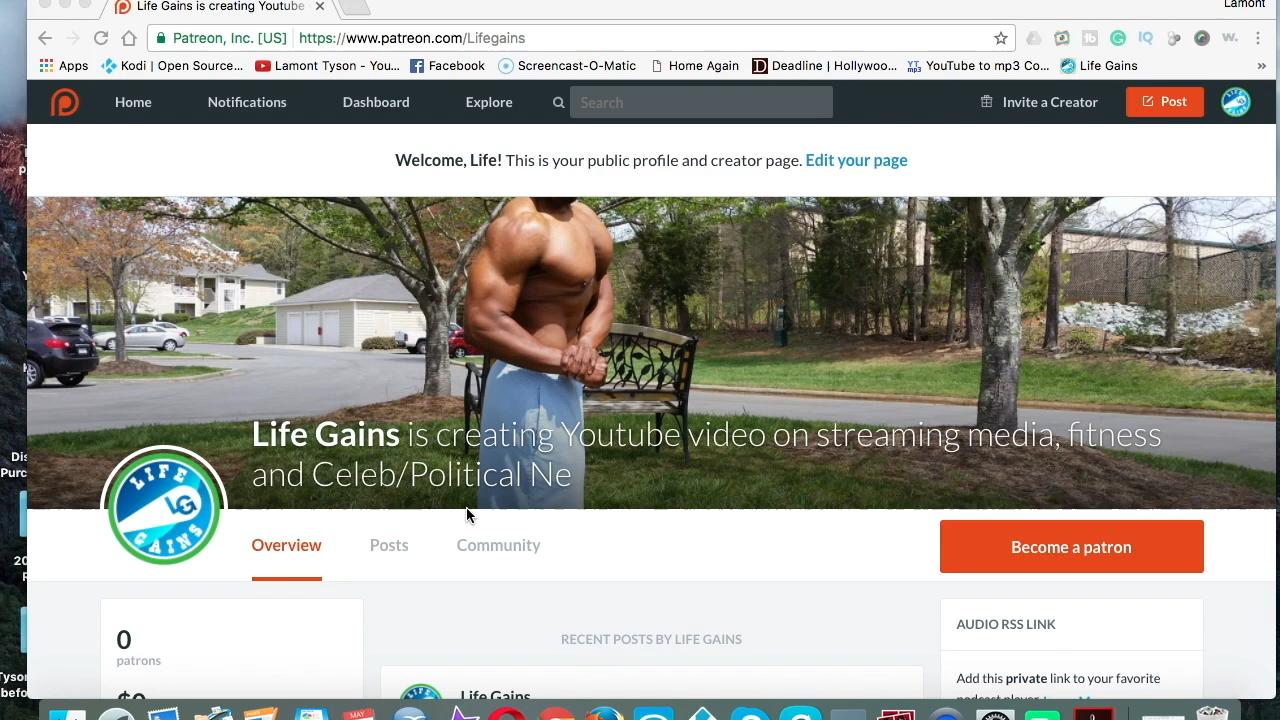 Life Gains is creating Youtube
Lamont
Patreon, Inc. [US] https://www.patreon.com/Lifegains
Apps Kodi | Open Source... Lamont Tyson - You... Facebook Screencast-O-Matic Home Again Deadline | Hollywoo... YouTube to mp3 Co... Life Gains »
Home Notifications Dashboard Explore Search Invite a Creator Post
Welcome, Life! This is your public profile and creator page. Edit your page
Life Gains is creating Youtube video on streaming media, fitness
and Celeb/Political Ne
LIFE
LG
GAINS
Overview Posts Community Become a patron
0
patrons
RECENT POSTS BY LIFE GAINS
AUDIO RSS LINK
Add this private link to your favorite
Life Gains
MAY